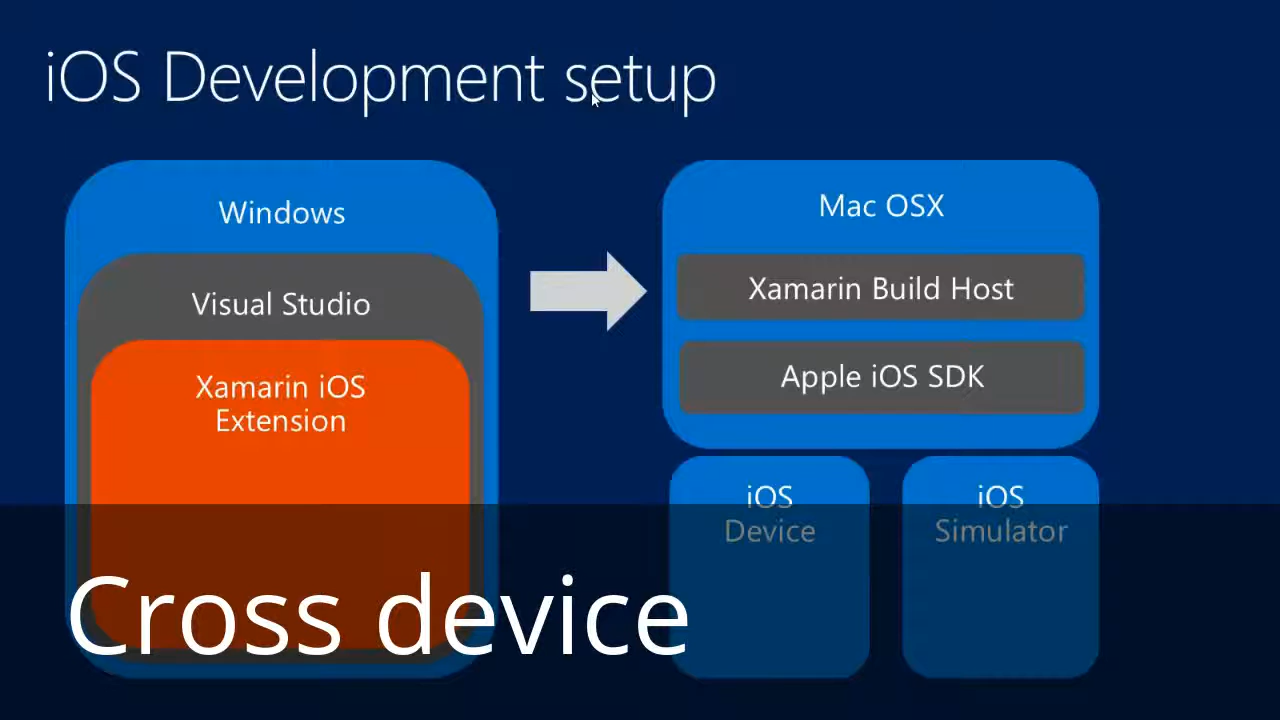 iOS Development setup
Windows
Visual Studio
Xamarin iOS
Extension
Mac OSX
Xamarin Build Host
Apple iOS SDK
iOS
Device
iOS
Simulator
Cross device